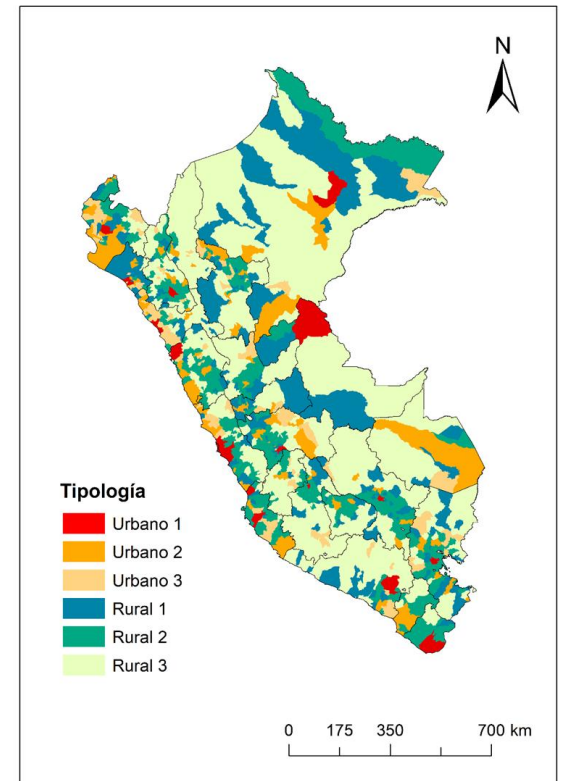 N
Tipología
Urbano 1
Urbano 2
Urbano 3
Rural 1
Rural 2
Rural 3
0 175 350 700 km